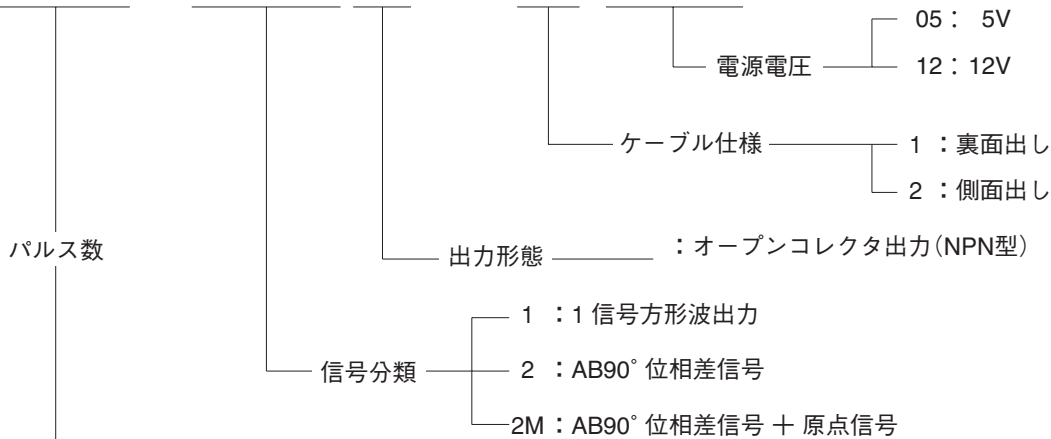 05： 5V
電源電圧
12：12V
ケーブル仕様
1 ：裏面出し
2 ：側面出し
パルス数
出力形態
：オープンコレクタ出力（NPN型）
1 ：1 信号方形波出力
信号分類
2 ：AB90° 位相差信号
2M：AB90° 位相差信号 ＋ 原点信号